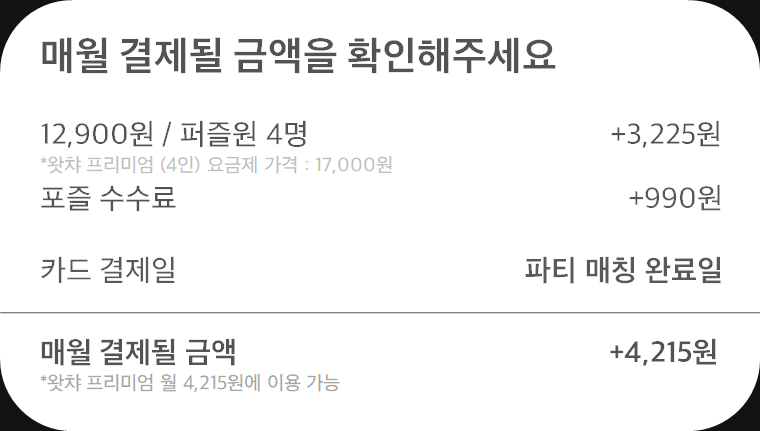 매월 결제될 금액을 확인해주세요
12,900원 / 퍼즐원 4명 +3,225원
*왓챠 프리미엄 (4인) 요금제 가격 : 17,000원
포즐 수수료 +990원
카드 결제일 파티 매칭 완료일
매월 결제될 금액 +4,215원
*왓챠 프리미엄 월 4,215원에 이용 가능